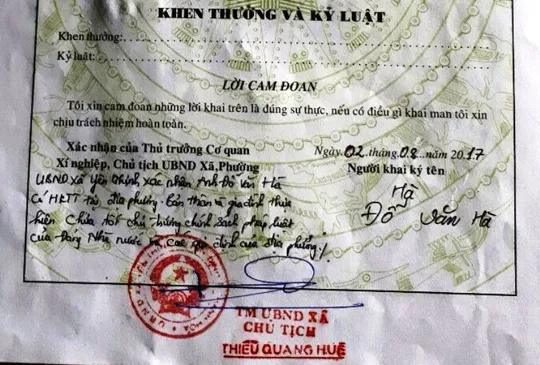 KHEN THƯỞNG VÀ KỶ LUẬT
Khen thưởng:
Kỷ luật:
LỜI CAM ĐOAN
Tôi xin cam đoan những lời khai trên là đúng sự thực, nếu có điều gì khai man tôi xin
chịu trách nhiệm hoàn toàn.
Xác nhận của Thủ trưởng Cơ quan
Xí nghiệp, Chủ tịch UBND Xã,Phường
Ngày 02 tháng 08 năm 2017
Người khai ký tên
UBND xã Yên Thịnh xác nhận Anh Đỗ Văn Hà
Có HKTT tại địa phương. Bản thân và gia đình thực
hiện chưa tốt chủ trương chính sách pháp luật
của Đảng Nhà nước và các quy định của địa phương!
Hà
Đỗ Văn Hà
TM UBND XÃ
CHỦ TỊCH
THIỀU QUANG HUẾ